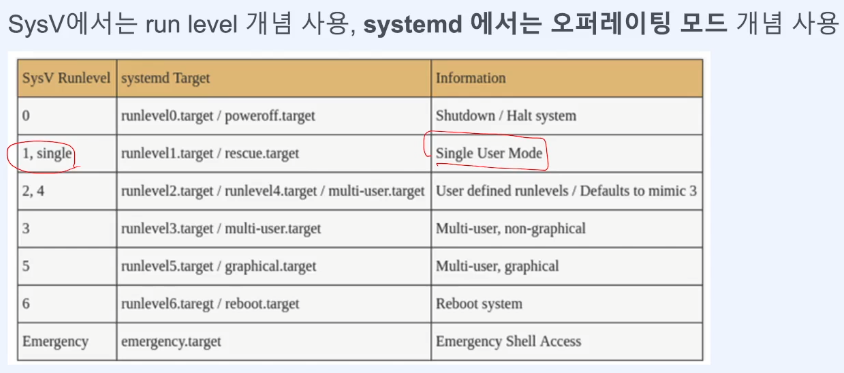 SysV에서는 run level 개념 사용, systemd 에서는 오퍼레이팅 모드 개념 사용
SysV Runlevel systemd Target Information
0 runlevel0.target / poweroff.target Shutdown / Halt system
1, single runlevel1.target / rescue.target Single User Mode
2, 4 runlevel2.target / runlevel4.target / multi-user.target User defined runlevels / Defaults to mimic 3
3 runlevel3.target / multi-user.target Multi-user, non-graphical
5 runlevel5.target / graphical.target Multi-user, graphical
6 runlevel6.taregt / reboot.target Reboot system
Emergency emergency.target Emergency Shell Access